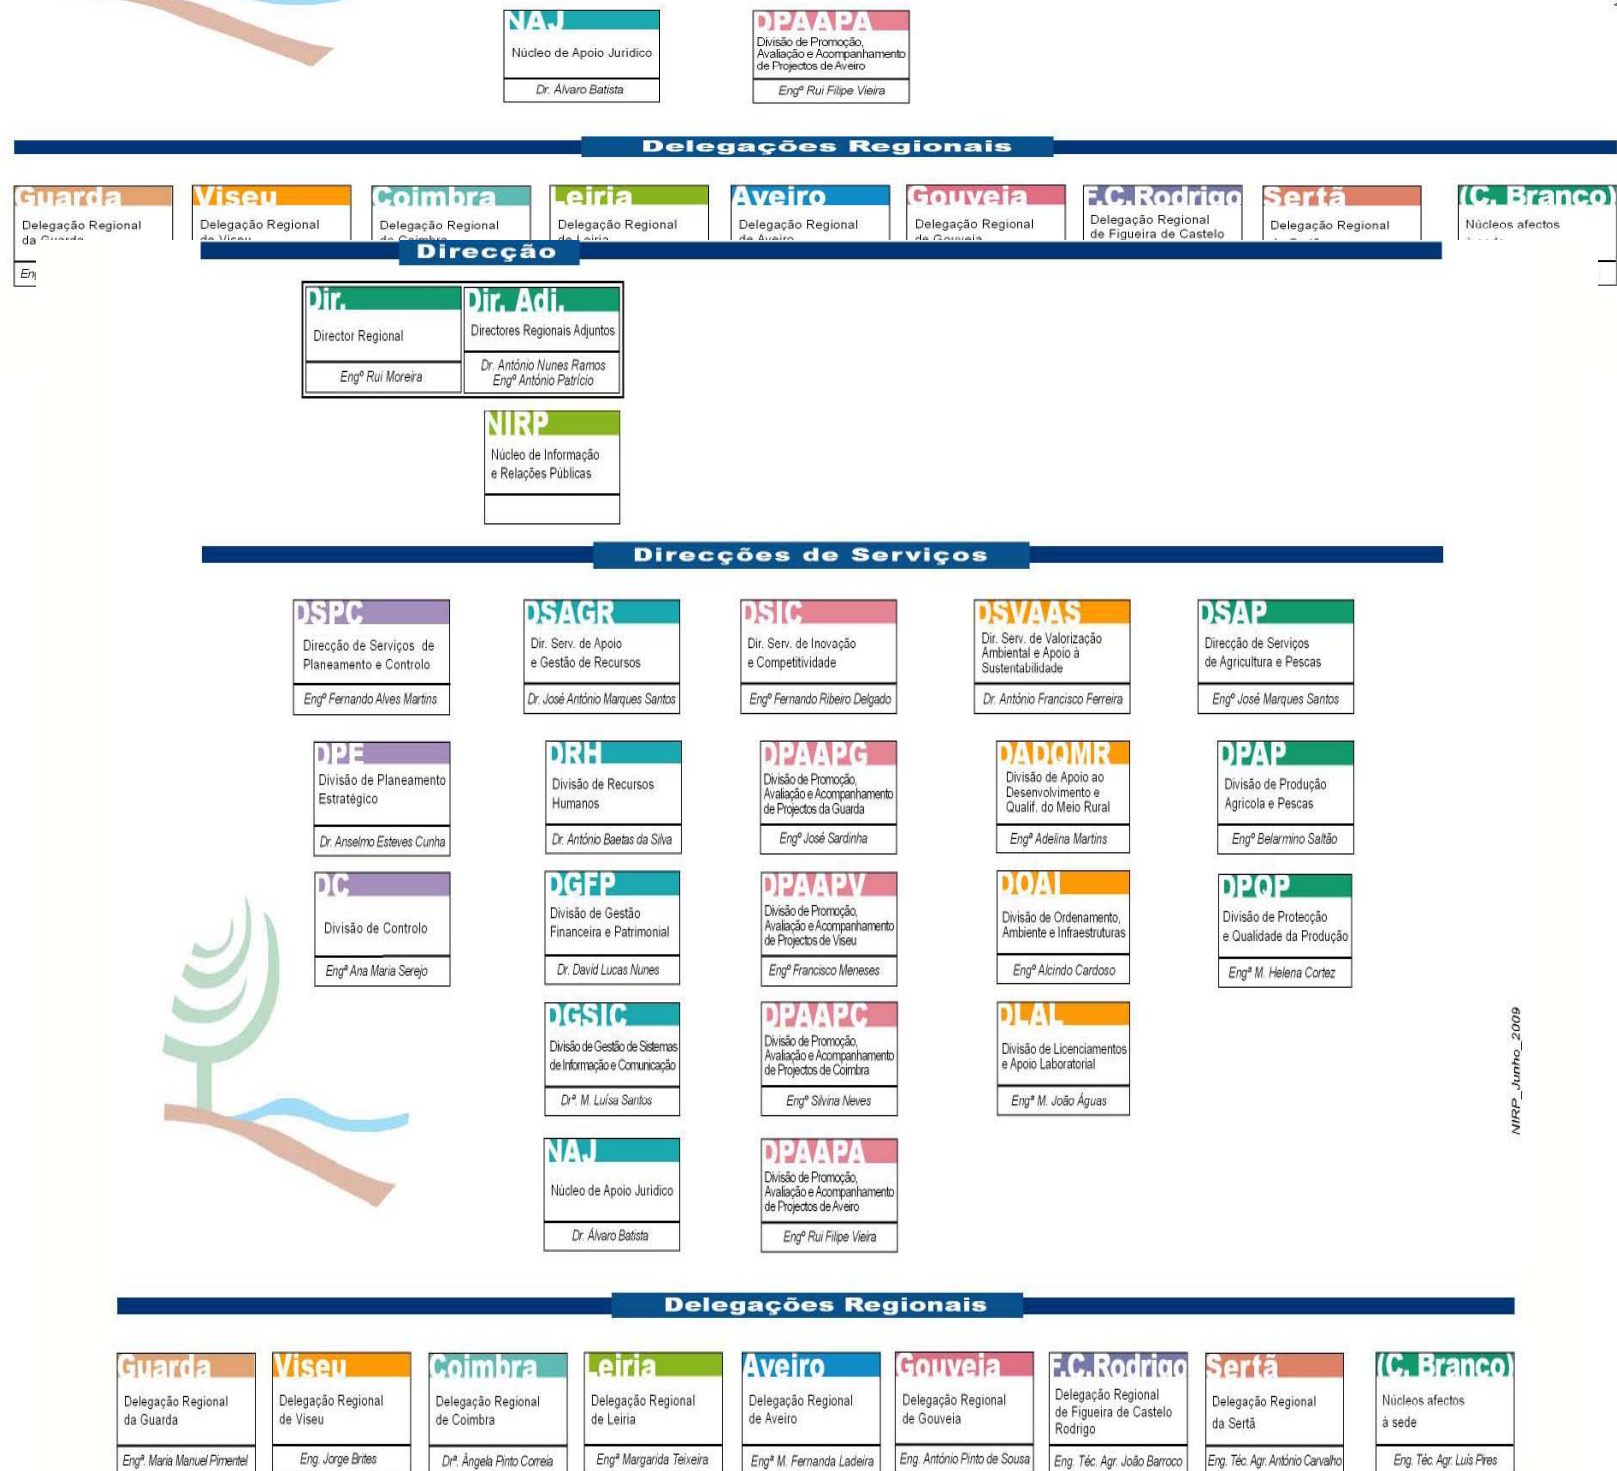 NAJ
Núcleo de Apoio Juridico
Dr. Álvaro Batista
DPAAPA
Divisão de Promoção,
Avaliação e Acompanhamento
de Projectos de Aveiro
Engº Rui Filipe Vieira
Delegações Regionais
Guarda
Delegação Regional
da Guarda
Viseu
Delegação Regional
de Viseu
Coimbra
Delegação Regional
de Coimbra
Leiria
Delegação Regional
de Leiria
Aveiro
Delegação Regional
de Aveiro
Gouveia
Delegação Regional
de Gouveia
F.C.Rodrigo
Delegação Regional
de Figueira de Castelo
Sertã
Delegação Regional
(C. Branco)
Núcleos afectos
Direcção
Dir.
Director Regional
Engº Rui Moreira
Dir. Adj.
Directores Regionais Adjuntos
Dr. António Nunes Ramos
Engº António Patrício
NIRP
Núcleo de Informação
e Relações Públicas
Direcções de Serviços
DSPC
Direcção de Serviços de
Planeamento e Controlo
Engº Fernando Alves Martins
DSAGR
Dir. Serv. de Apoio
e Gestão de Recursos
Dr. José António Marques Santos
DSIC
Dir. Serv. de Inovação
e Competitividade
Engº Fernando Ribeiro Delgado
DSVAAS
Dir. Serv. de Valorização
Ambiental e Apoio à
Sustentabilidade
Dr. António Francisco Ferreira
DSAP
Direcção de Serviços
de Agricultura e Pescas
Engº José Marques Santos
DPE
Divisão de Planeamento
Estratégico
Dr. Anselmo Esteves Cunha
DRH
Divisão de Recursos
Humanos
Dr. António Baetas da Silva
DPAAPG
Divisão de Promoção,
Avaliação e Acompanhamento
de Projectos da Guarda
Engº José Sardinha
DADQMR
Divisão de Apoio ao
Desenvolvimento e
Qualif. do Meio Rural
Engª Adelina Martins
DPAP
Divisão de Produção
Agricola e Pescas
Engº Belarmino Saltão
DC
Divisão de Controlo
Engª Ana Maria Serejo
DGFP
Divisão de Gestão
Financeira e Patrimonial
Dr. David Lucas Nunes
DPAAPV
Divisão de Promoção,
Avaliação e Acompanhamento
de Projectos de Viseu
Engº Francisco Meneses
DOAI
Divisão de Ordenamento,
Ambiente e Infraestruturas
Engº Alcindo Cardoso
DPQP
Divisão de Protecção
e Qualidade da Produção
Engª M. Helena Cortez
DGSIC
Divisão de Gestão de Sistemas
de Informação e Comunicação
Drª. M. Luísa Santos
DPAAPC
Divisão de Promoção,
Avaliação e Acompanhamento
de Projectos de Coimbra
Engº Silvina Neves
DLAL
Divisão de Licenciamentos
e Apoio Laboratorial
Engª M. João Águas
NAJ
Núcleo de Apoio Juridico
Dr. Álvaro Batista
DPAAPA
Divisão de Promoção,
Avaliação e Acompanhamento
de Projectos de Aveiro
Engº Rui Filipe Vieira
NIRP_Junho_2009
Delegações Regionais
Guarda
Delegação Regional
da Guarda
Engª. Maria Manuel Pimentel
Viseu
Delegação Regional
de Viseu
Eng. Jorge Brites
Coimbra
Delegação Regional
de Coimbra
Drª. Ângela Pinto Correia
Leiria
Delegação Regional
de Leiria
Engª Margarida Teixeira
Aveiro
Delegação Regional
de Aveiro
Engª M. Fernanda Ladeira
Gouveia
Delegação Regional
de Gouveia
Eng. António Pinto de Sousa
F.C.Rodrigo
Delegação Regional
de Figueira de Castelo
Rodrigo
Eng. Téc. Agr. João Barroco
Sertã
Delegação Regional
da Sertã
Eng. Téc. Agr. António Carvalho
(C. Branco)
Núcleos afectos
à sede
Eng. Téc. Agr. Luís Pires